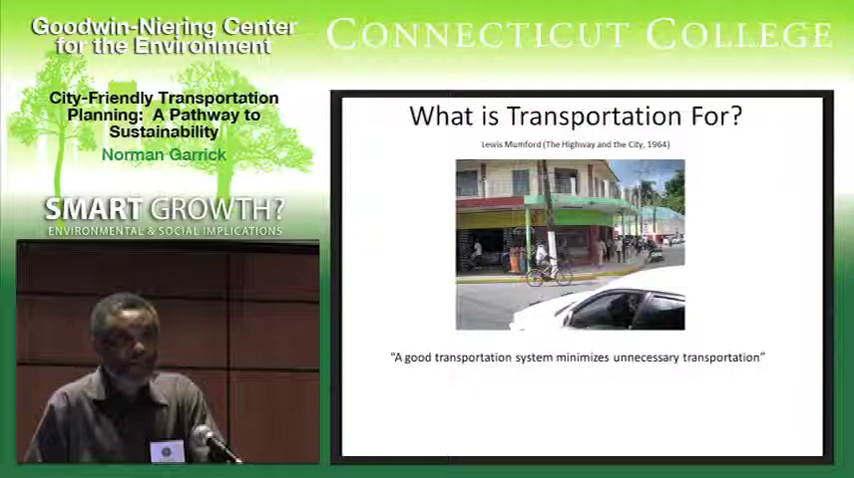 Goodwin-Niering Center
for the Environment
CONNECTICUT COLLEGE
City-Friendly Transportation
Planning: A Pathway to
Sustainability
Norman Garrick
SMART GROWTH?
ENVIRONMENTAL & SOCIAL IMPLICATIONS
What is Transportation For?
Lewis Mumford (The Highway and the City, 1964)
"A good transportation system minimizes unnecessary transportation"